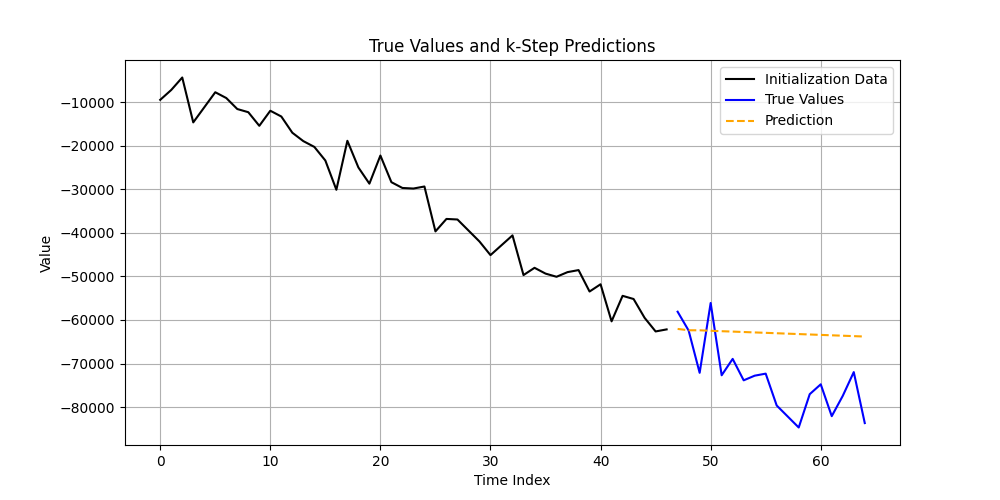 True Values and k-Step Predictions
Initialization Data
True Values
Prediction
Value
−10000
−20000
−30000
−40000
−50000
−60000
−70000
−80000
0 10 20 30 40 50 60
Time Index